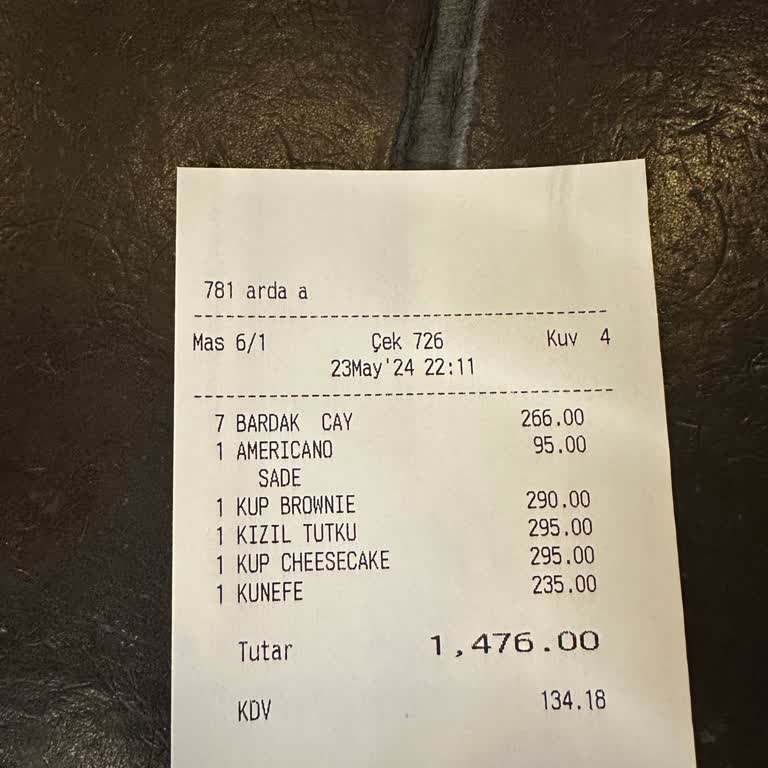 781 arda a
Mas 6/1 Çek 726 Kuv 4
23May'24 22:11
7 BARDAK CAY 266.00
1 AMERICANO 95.00
SADE
1 KUP BROWNIE 290.00
1 KIZIL TUTKU 295.00
1 KUP CHEESECAKE 295.00
1 KUNEFE 235.00
Tutar 1,476.00
KDV 134.18